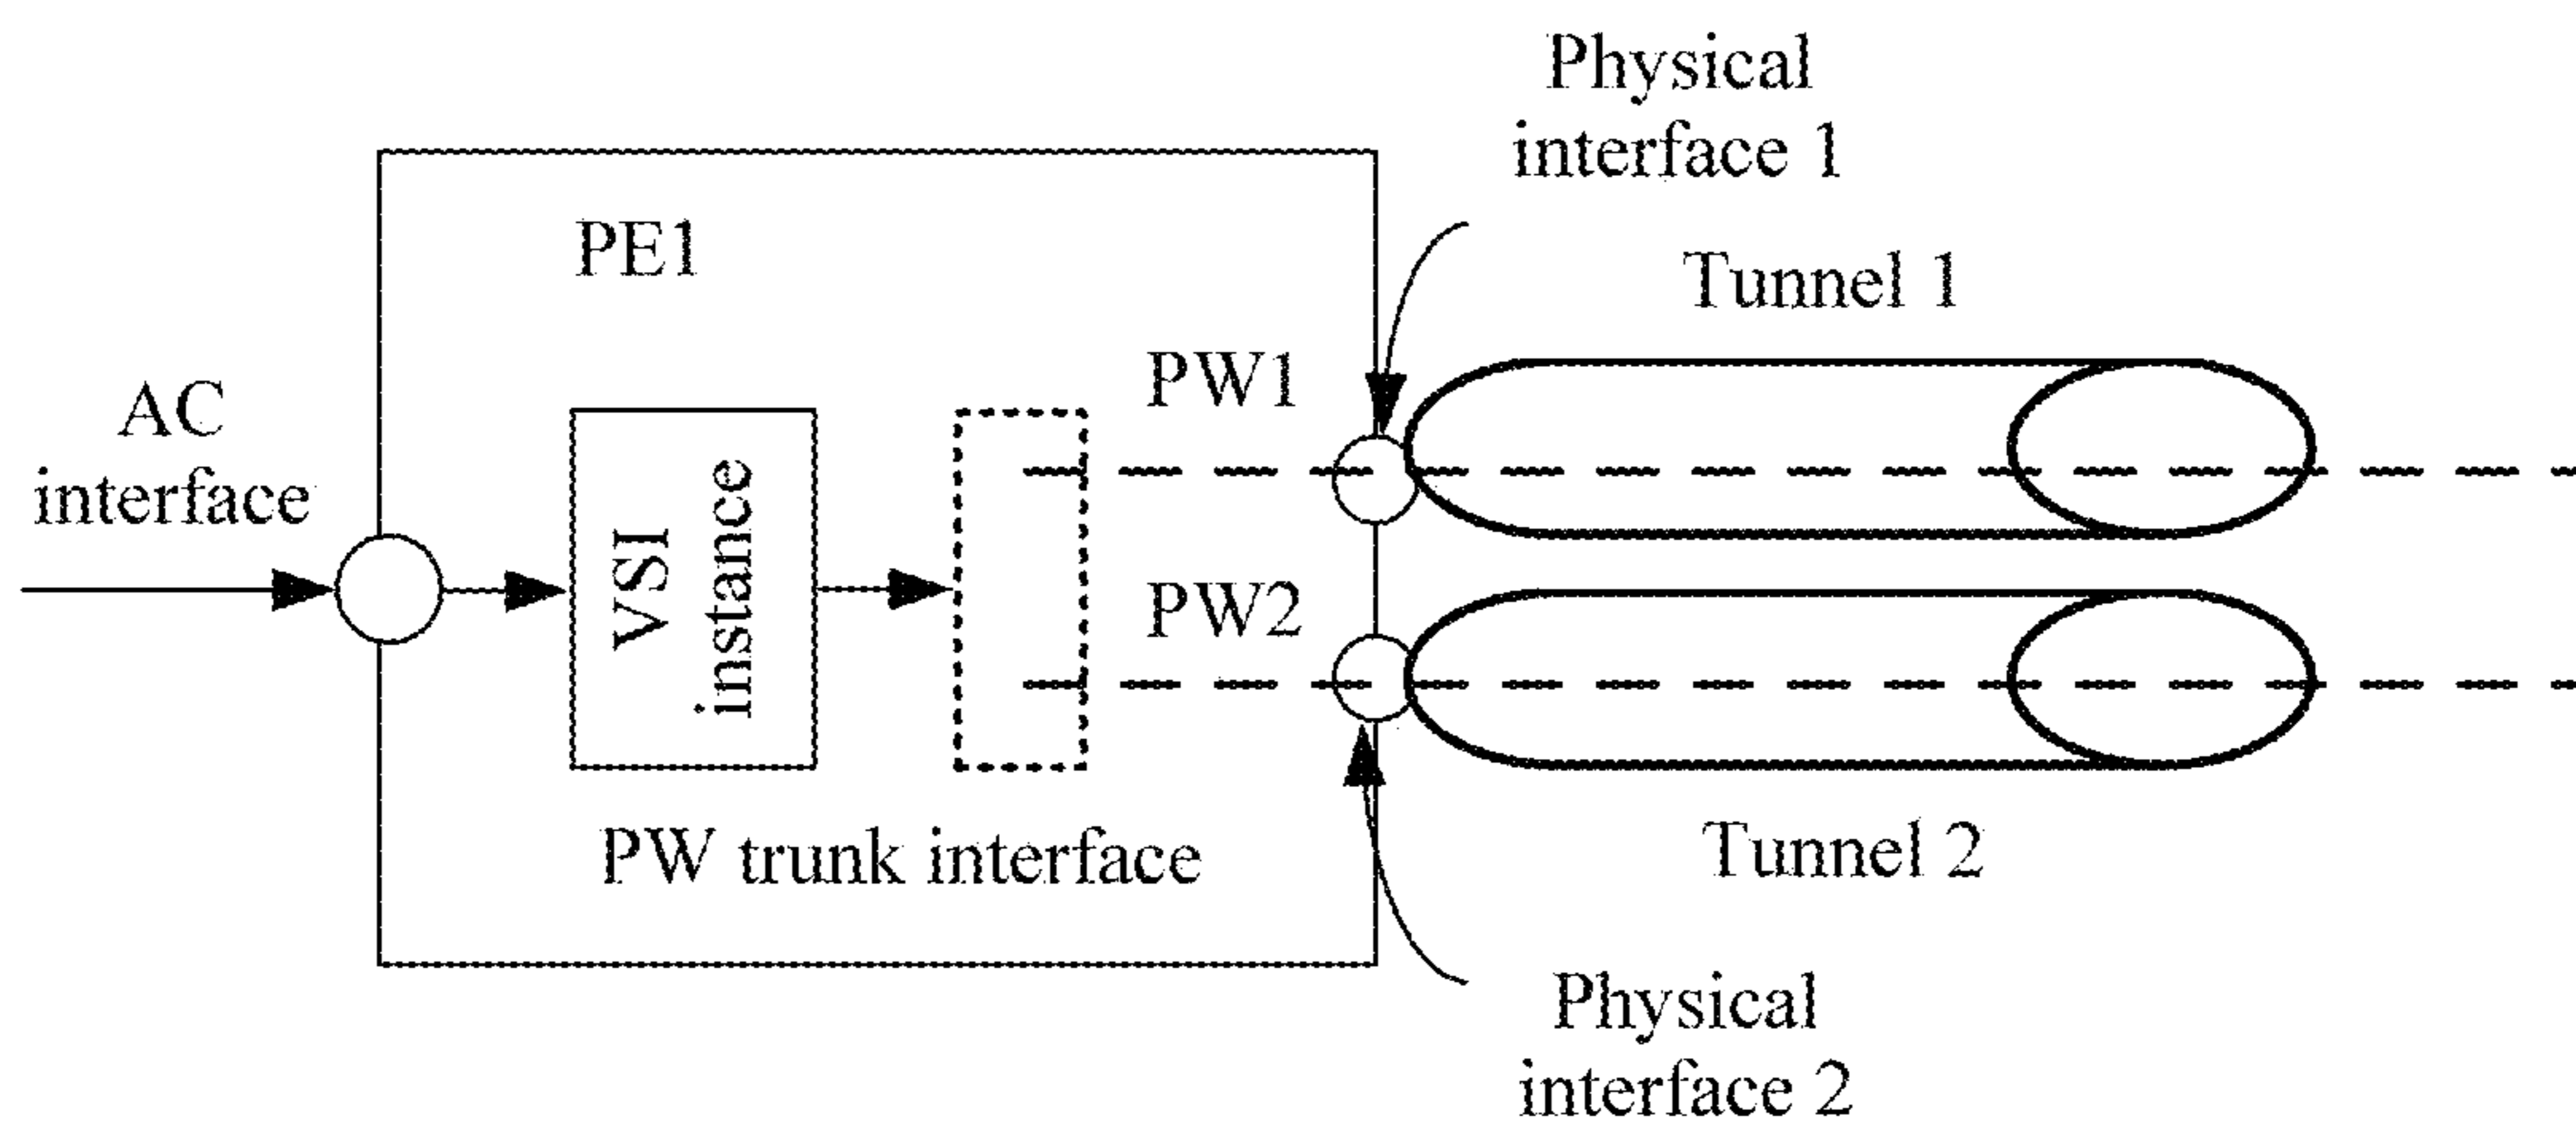 Physical
interface 1
PE1
Tunnel 1
PW1
AC
interface
VSI
instance
PW2
PW trunk interface
Tunnel 2
Physical
interface 2